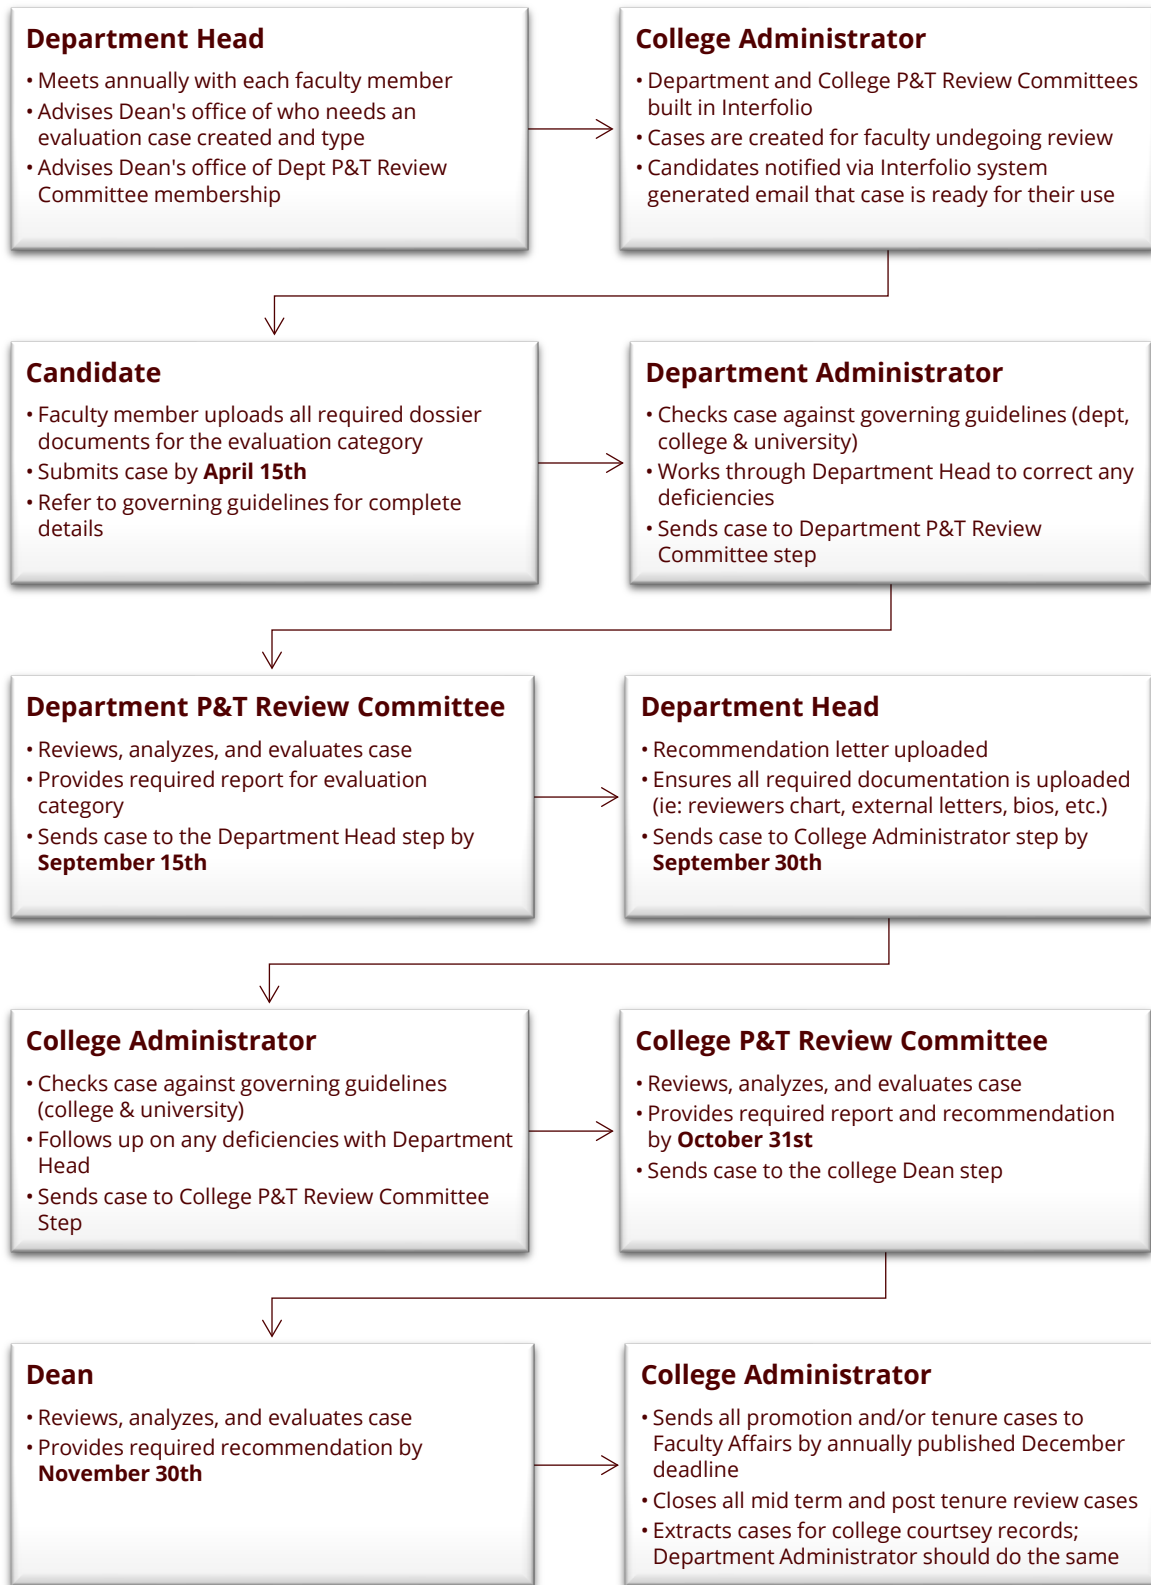 Department Head
• Meets annually with each faculty member
• Advises Dean's office of who needs an
evaluation case created and type
• Advises Dean's office of Dept P&T Review
Committee membership
College Administrator
• Department and College P&T Review Committees
built in Interfolio
• Cases are created for faculty undegoing review
• Candidates notified via Interfolio system
generated email that case is ready for their use
Candidate
• Faculty member uploads all required dossier
documents for the evaluation category
• Submits case by April 15th
• Refer to governing guidelines for complete
details
Department Administrator
• Checks case against governing guidelines (dept,
college & university)
• Works through Department Head to correct any
deficiencies
• Sends case to Department P&T Review
Committee step
Department P&T Review Committee
• Reviews, analyzes, and evaluates case
• Provides required report for evaluation
category
• Sends case to the Department Head step by
September 15th
Department Head
• Recommendation letter uploaded
• Ensures all required documentation is uploaded
(ie: reviewers chart, external letters, bios, etc.)
• Sends case to College Administrator step by
September 30th
College Administrator
• Checks case against governing guidelines
(college & university)
• Follows up on any deficiencies with Department
Head
• Sends case to College P&T Review Committee
Step
College P&T Review Committee
• Reviews, analyzes, and evaluates case
• Provides required report and recommendation
by October 31st
• Sends case to the college Dean step
Dean
• Reviews, analyzes, and evaluates case
• Provides required recommendation by
November 30th
College Administrator
• Sends all promotion and/or tenure cases to
Faculty Affairs by annually published December
deadline
• Closes all mid term and post tenure review cases
• Extracts cases for college courtsey records;
Department Administrator should do the same